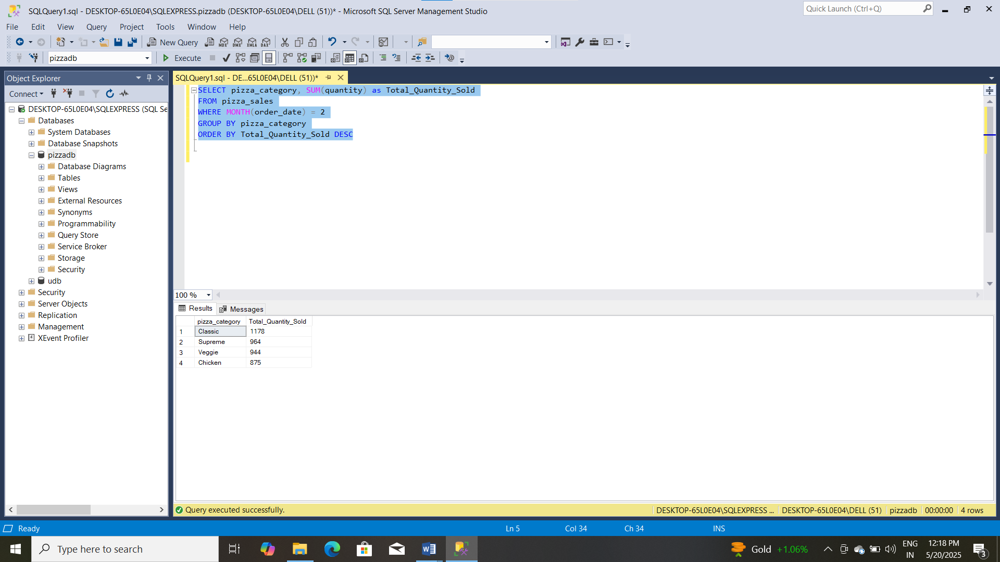 SQLQuery1.sql - DESKTOP-65L0E04\SQLEXPRESS.pizzadb (DESKTOP-65L0E04\DELL (51))* - Microsoft SQL Server Management Studio
Quick Launch (Ctrl+Q)
File Edit View Query Project Tools Window Help
New Query MDX DMX XMLA DAX
pizzadb Execute
Object Explorer
Connect
DESKTOP-65L0E04\SQLEXPRESS (SQL Se
Databases
System Databases
Database Snapshots
pizzadb
Database Diagrams
Tables
Views
External Resources
Synonyms
Programmability
Query Store
Service Broker
Storage
Security
udb
Security
Server Objects
Replication
Management
XEvent Profiler
SQLQuery1.sql - DE...65L0E04\DELL (51))*
SELECT pizza_category, SUM(quantity) as Total_Quantity_Sold
FROM pizza_sales
WHERE MONTH(order_date) = 2
GROUP BY pizza_category
ORDER BY Total_Quantity_Sold DESC
100 %
Results Messages
pizza_category Total_Quantity_Sold
1 Classic 1178
2 Supreme 964
3 Veggie 944
4 Chicken 875
Query executed successfully. DESKTOP-65L0E04\SQLEXPRESS ... DESKTOP-65L0E04\DELL (51) pizzadb 00:00:00 4 rows
Ready Ln 5 Col 34 Ch 34 INS
Type here to search
Gold +1.06%
ENG
IN
12:18 PM
5/20/2025
3